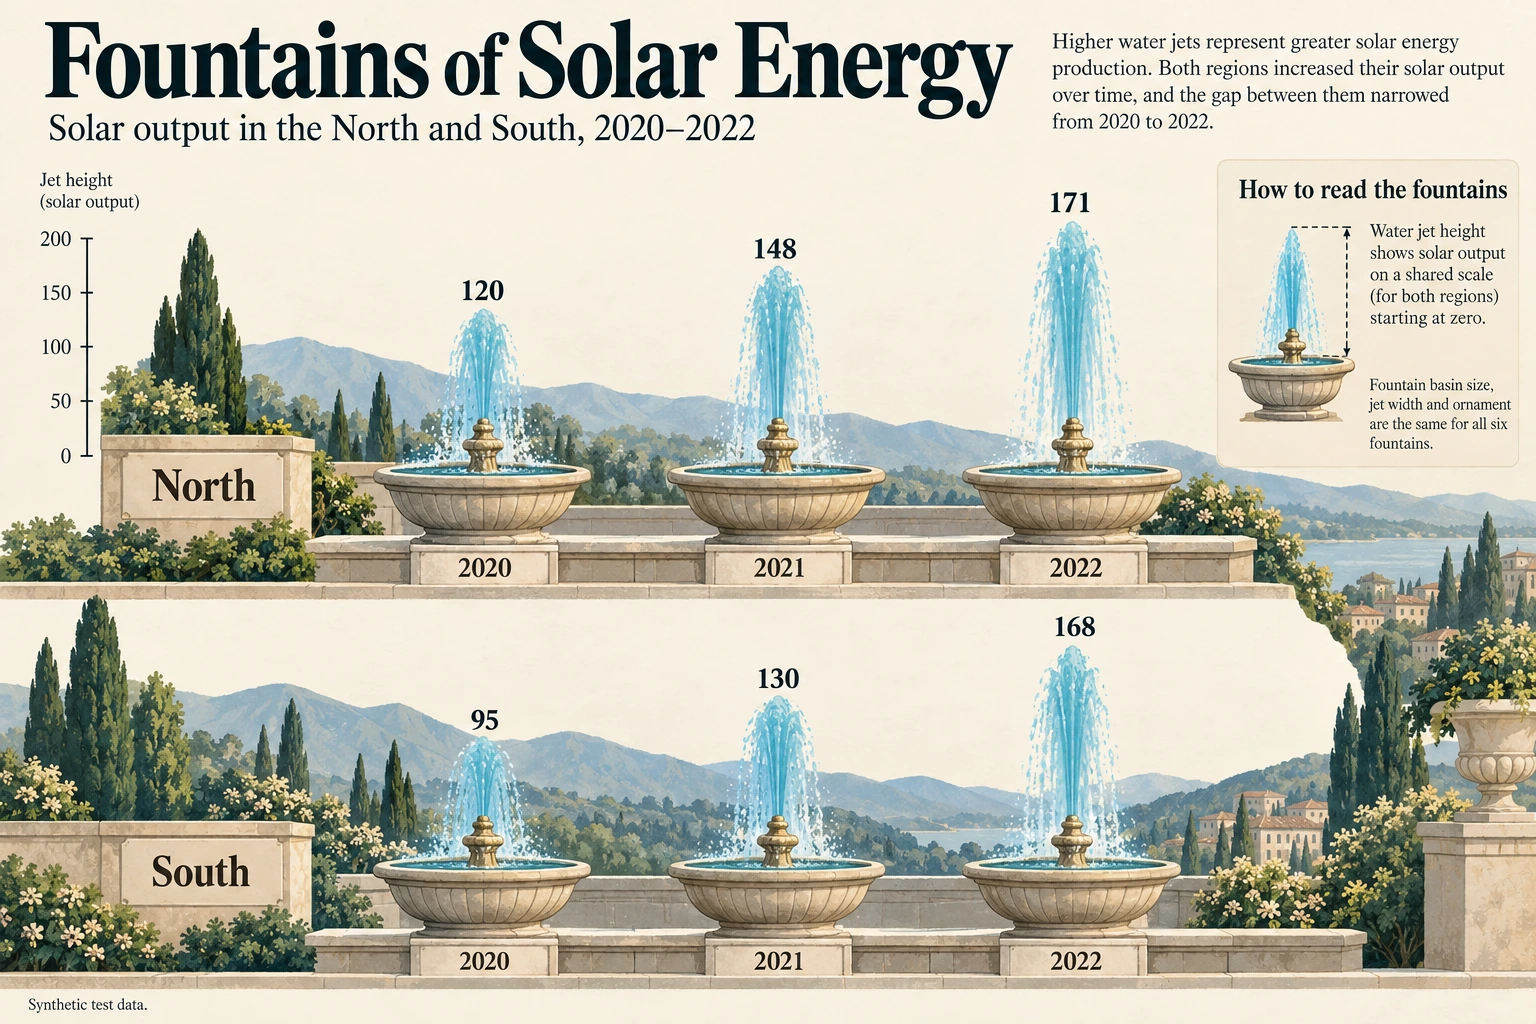 Fountains of Solar Energy
Solar output in the North and South, 2020–2022
Higher water jets represent greater solar energy
production. Both regions increased their solar output
over time, and the gap between them narrowed
from 2020 to 2022.
Jet height
(solar output)
200
150
100
50
0
North
120
148
171
2020
2021
2022
How to read the fountains
Water jet height
shows solar output
on a shared scale
(for both regions)
starting at zero.
Fountain basin size,
jet width and ornament
are the same for all six
fountains.
South
95
130
168
2020
2021
2022
Synthetic test data.